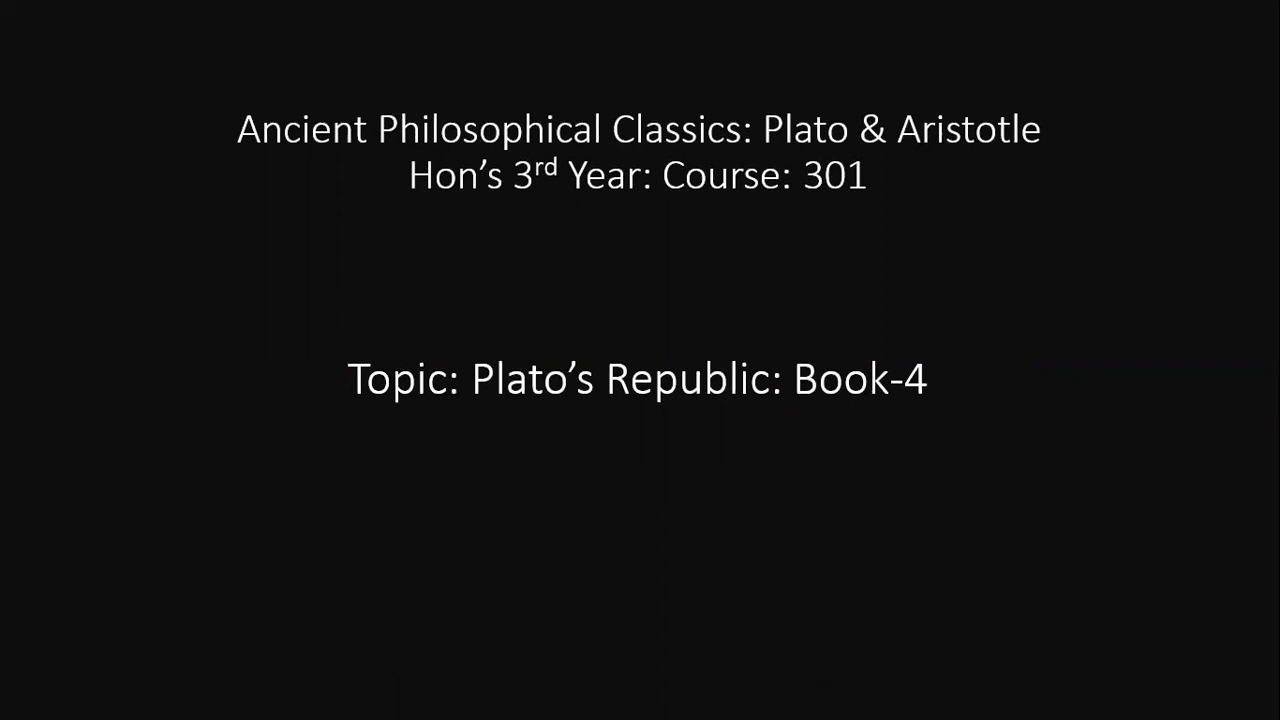 Ancient Philosophical Classics: Plato & Aristotle
Hon’s 3rd Year: Course: 301
Topic: Plato’s Republic: Book-4